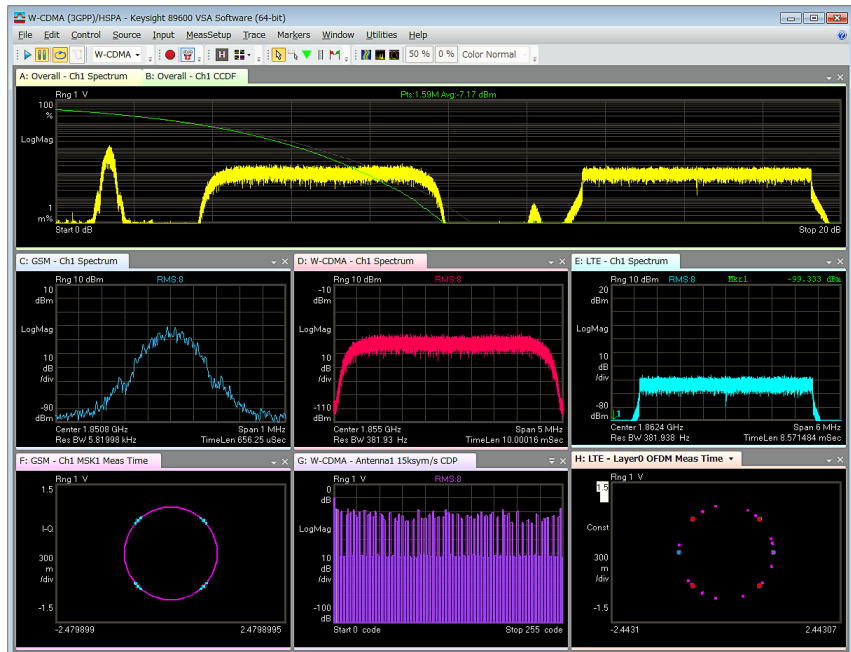 W-CDMA (3GPP)/HSPA - Keysight 89600 VSA Software (64-bit)
File Edit Control Source Input MeasSetup Trace Markers Window Utilities Help
W-CDMA H 50 % 0 % Color Normal
A: Overall - Ch1 Spectrum B: Overall - Ch1 CCDF
Rng 1 V Pts:1.59M Avg:-7.17 dBm
100
%
LogMag
1
m%
Start 0 dB Stop 20 dB
C: GSM - Ch1 Spectrum
Rng 10 dBm RMS:8
10
dBm
LogMag
10
dB
/div
-90
dBm
Center 1.8508 GHz Span 1 MHz
Res BW 5.81998 kHz TimeLen 656.25 uSec
D: W-CDMA - Ch1 Spectrum
Rng 10 dBm RMS:8
-10
dBm
LogMag
10
dB
/div
-110
dBm
Center 1.855 GHz Span 5 MHz
Res BW 381.93 Hz TimeLen 10.00016 mSec
E: LTE - Ch1 Spectrum
Rng 10 dBm RMS:8 Mkr1 -99.333 dBm
20
dBm
LogMag
10
dB
/div
-80
dBm
1
Center 1.8624 GHz Span 6 MHz
Res BW 381.938 Hz TimeLen 8.571484 mSec
F: GSM - Ch1 MSK1 Meas Time
Rng 1 V
1.5
I-Q
300
m
/div
-1.5
-2.479899 2.4798995
G: W-CDMA - Antenna1 15ksym/s CDP
Rng 1 V RMS:8
0
dB
LogMag
10
dB
/div
-100
dB
Start 0 code Stop 255 code
H: LTE - Layer0 OFDM Meas Time
Rng 1 V
1.5
Const
300
m
/div
-1.5
-2.4431 2.44307